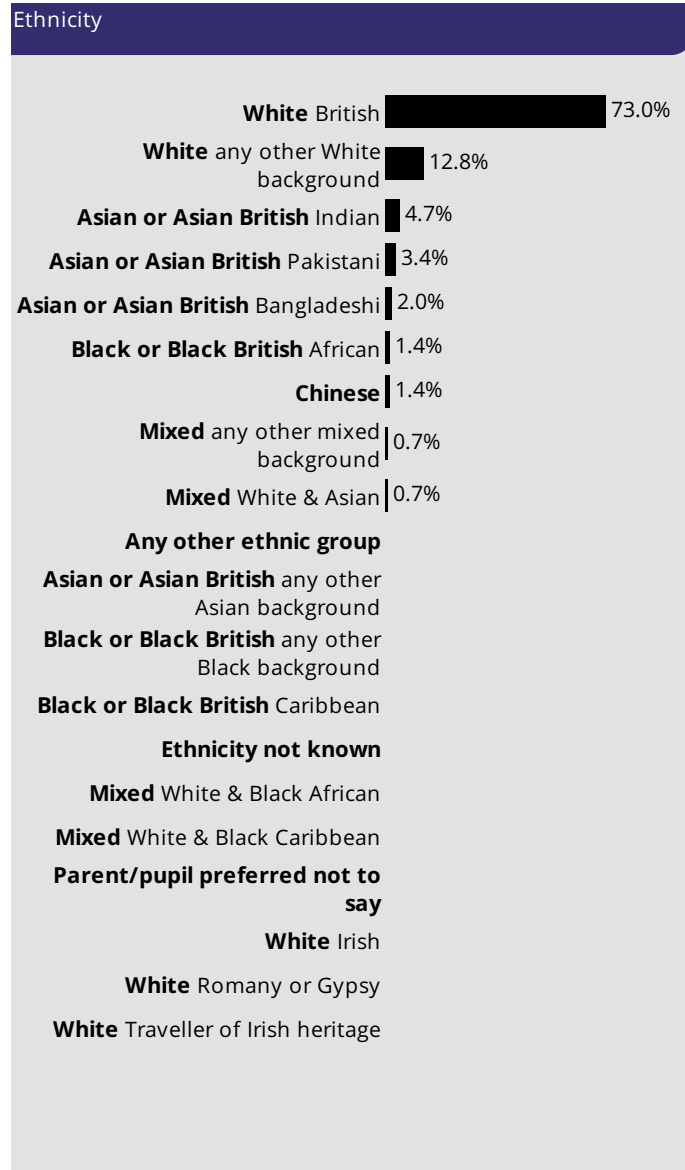 Ethnicity
White British 73.0%
White any other White
background
12.8%
Asian or Asian British Indian 4.7%
Asian or Asian British Pakistani 3.4%
Asian or Asian British Bangladeshi 2.0%
Black or Black British African 1.4%
Chinese 1.4%
Mixed any other mixed
background
0.7%
Mixed White & Asian 0.7%
Any other ethnic group
Asian or Asian British any other
Asian background
Black or Black British any other
Black background
Black or Black British Caribbean
Ethnicity not known
Mixed White & Black African
Mixed White & Black Caribbean
Parent/pupil preferred not to
say
White Irish
White Romany or Gypsy
White Traveller of Irish heritage